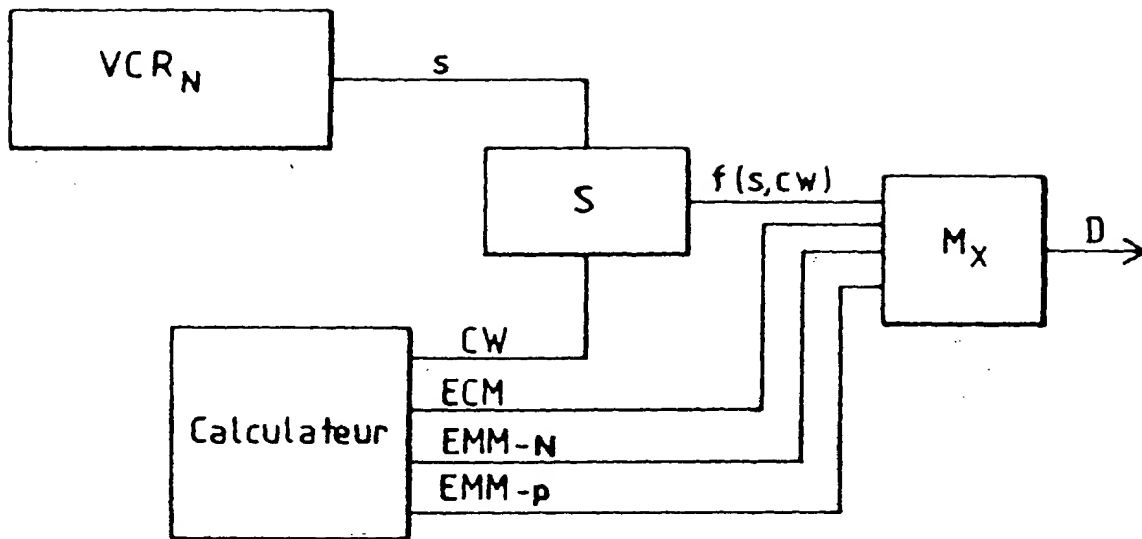 VCR_N
s
S
f(s,cw)
M_X
D
CW
ECM
Calculateur
EMM-N
EMM-p